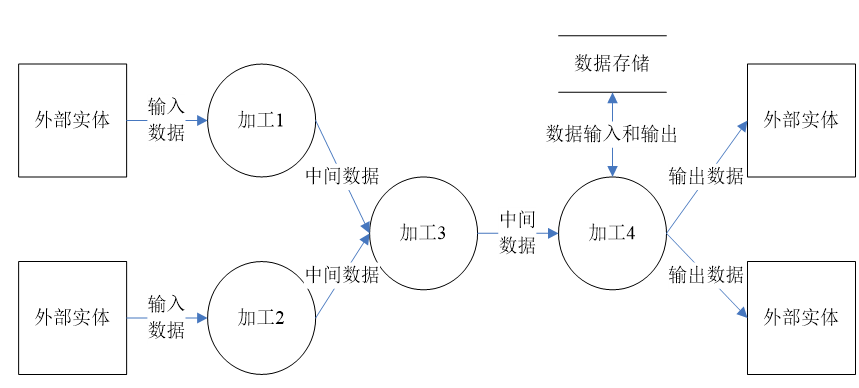 数据存储
外部实体
输入
数据
加工1
数据输入和输出
外部实体
中间数据
输出数据
加工3
中间
数据
加工4
中间数据
输出数据
外部实体
输入
数据
加工2
外部实体